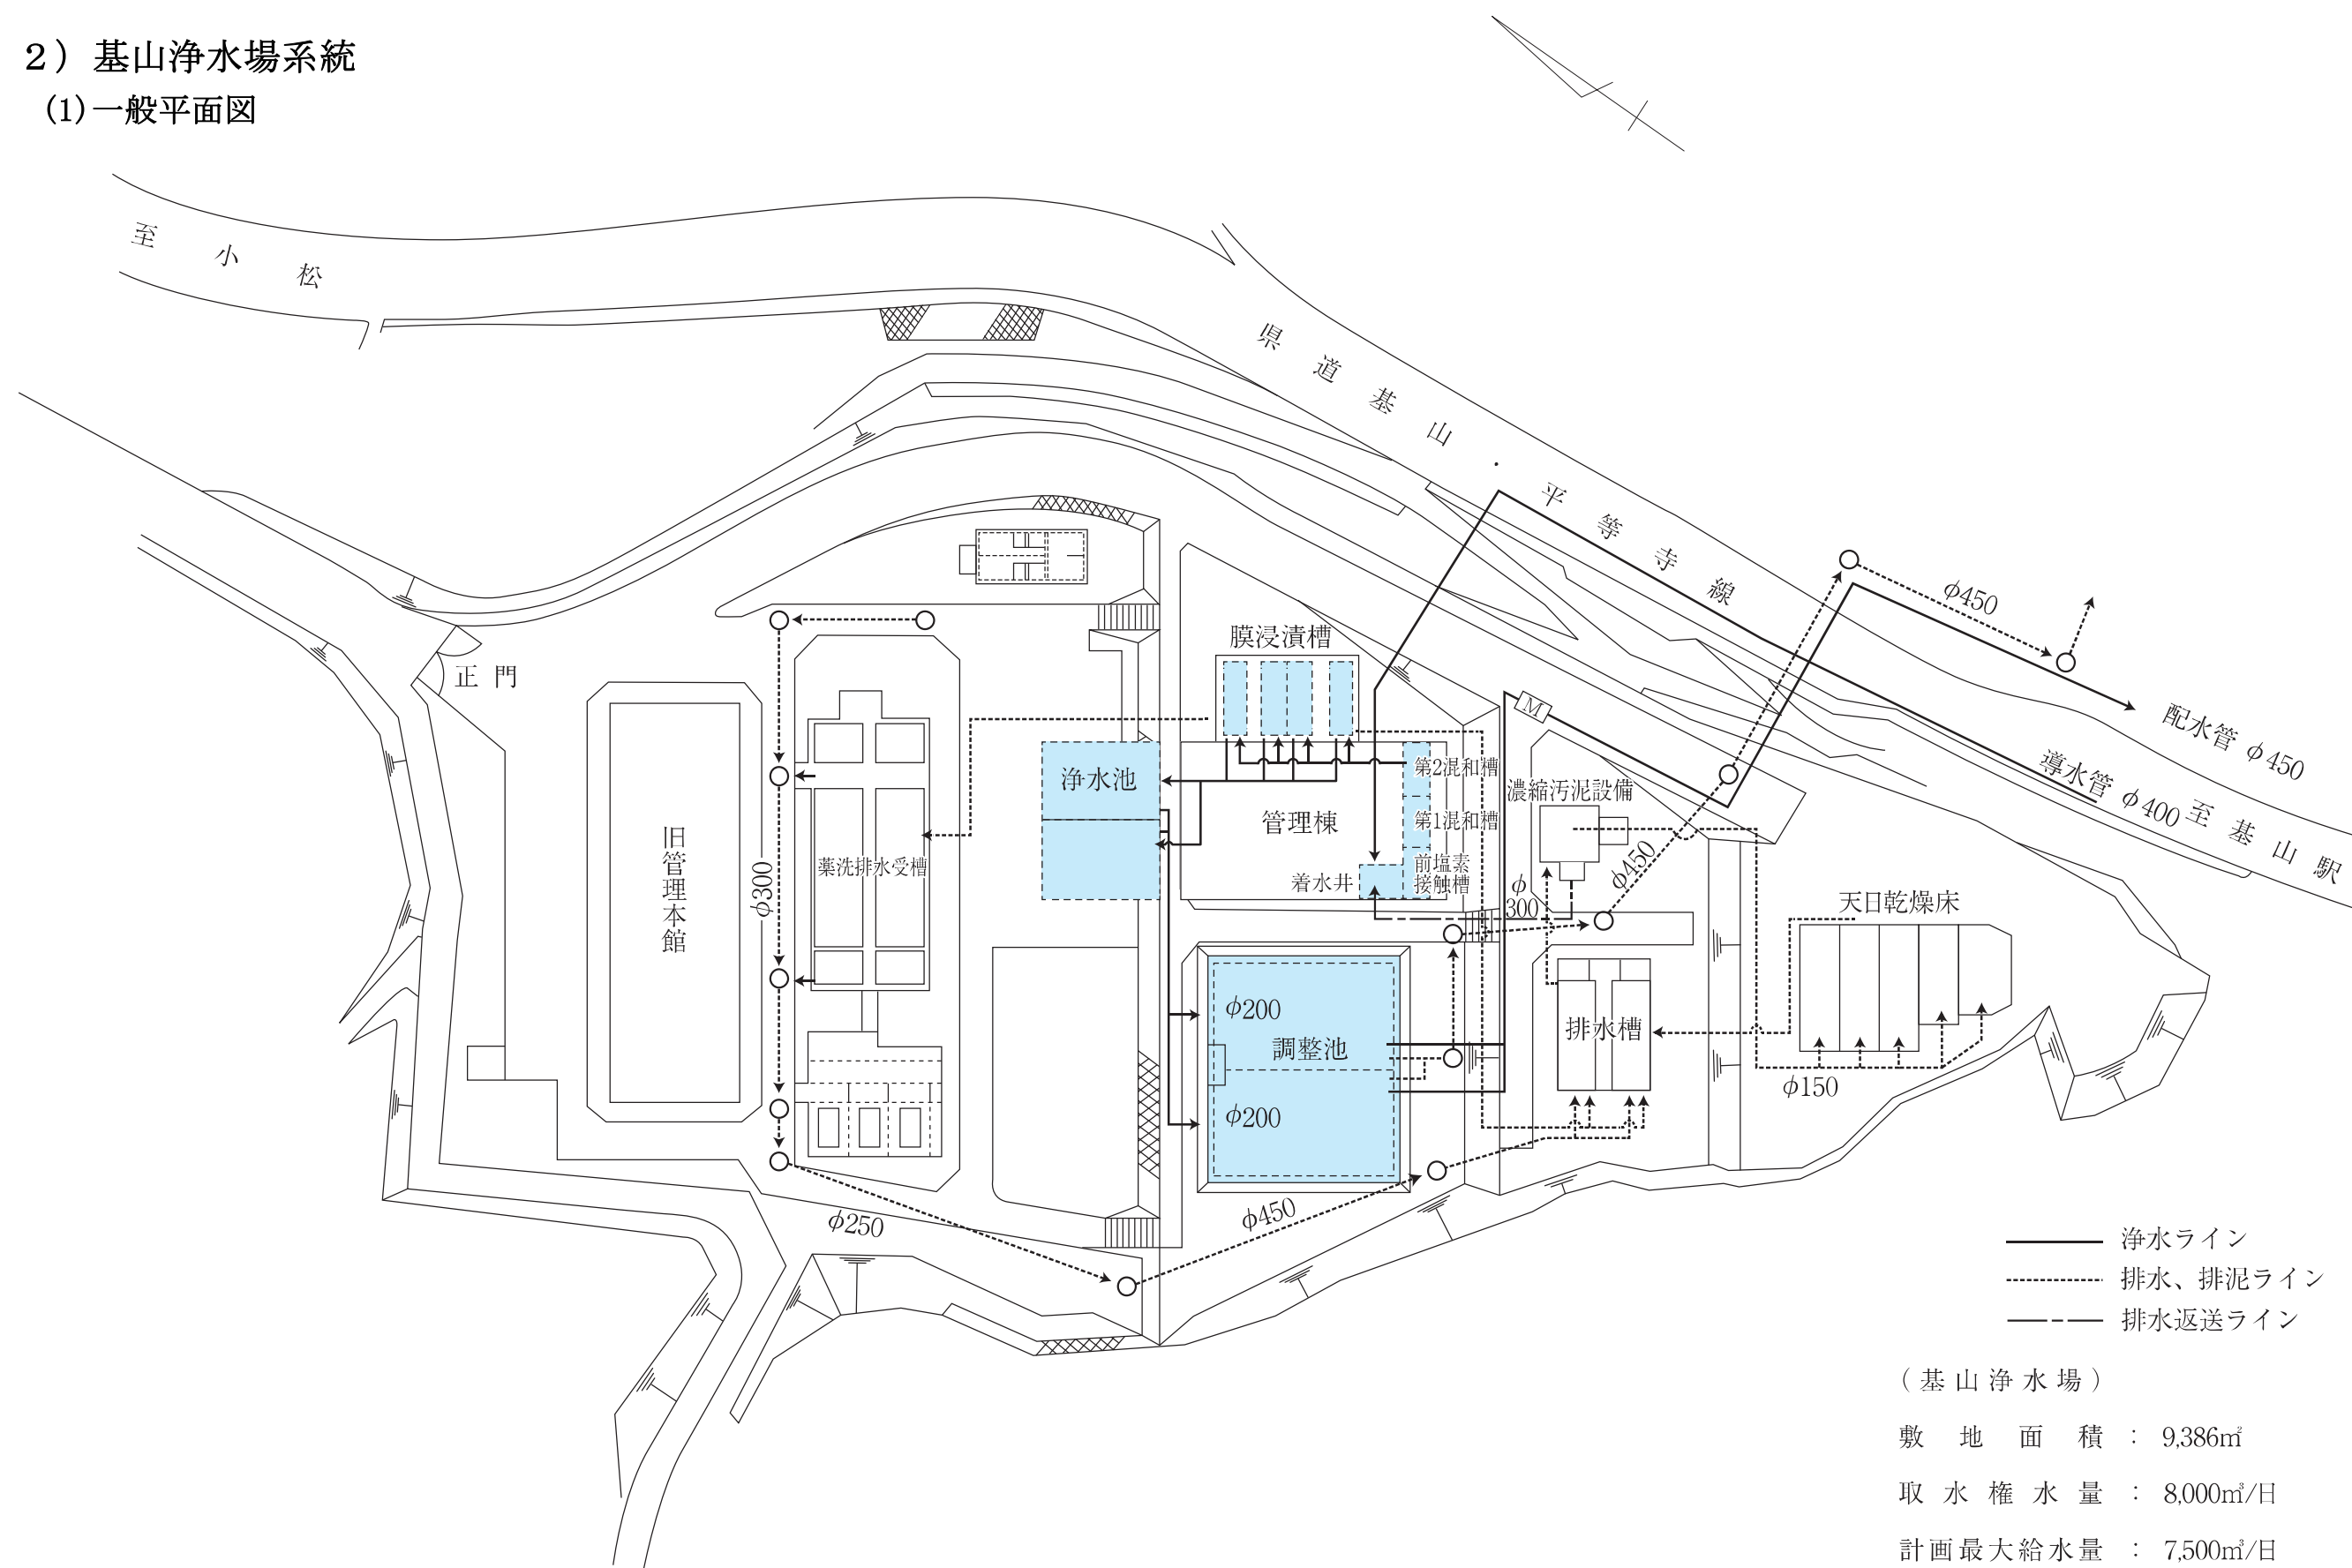 ２）基山浄水場系統
(1)一般平面図
至小松
県道基山・平等寺線
φ450
配水管 φ450
導水管 φ400
至基山駅
正門
膜浸漬槽
M
浄水池
第2混和槽
濃縮汚泥設備
管理棟
第1混和槽
旧管理本館
φ300
薬洗排水受槽
着水井
前塩素
接触槽
φ
300
φ450
天日乾燥床
φ200
調整池
排水槽
φ150
φ200
φ250
φ450
浄水ライン
排水、排泥ライン
排水返送ライン
（基山浄水場）
敷地面積：9,386㎡
取水権水量：8,000㎥/日
計画最大給水量：7,500㎥/日